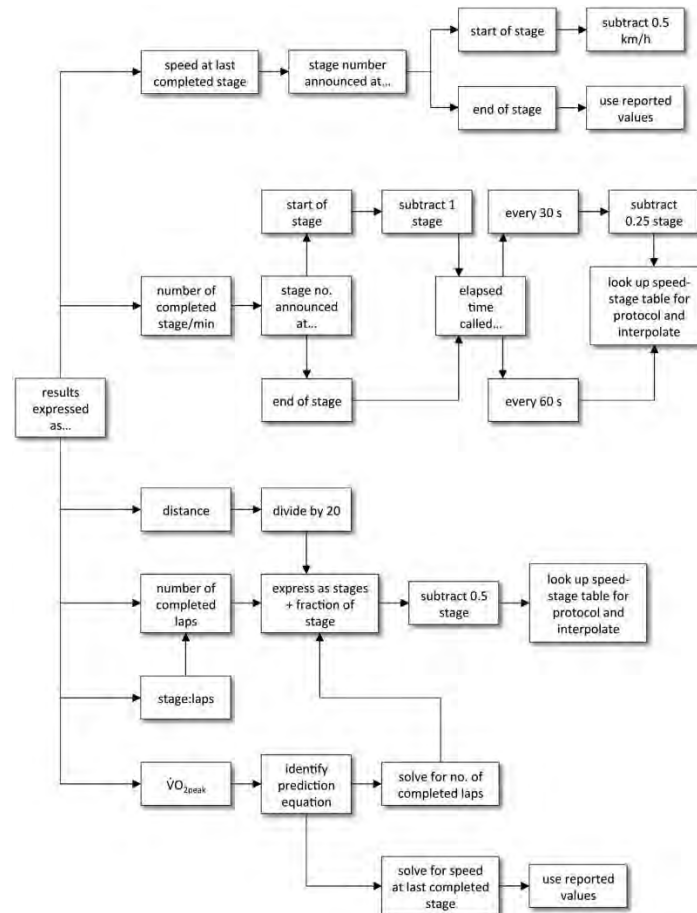 speed at last
completed stage
stage number
announced at...
start of stage
subtract 0.5
km/h
end of stage
use reported
values
start of
stage
subtract 1
stage
every 30 s
subtract
0.25 stage
number of
completed
stage/min
stage no.
announced
at...
elapsed
time
called...
look up speed-
stage table for
protocol and
interpolate
end of stage
every 60 s
results
expressed
as...
distance
divide by 20
number of
completed
laps
express as stages
+ fraction of
stage
subtract 0.5
stage
look up speed-
stage table for
protocol and
interpolate
stage:laps
V̇O2peak
identify
prediction
equation
solve for no. of
completed laps
solve for speed
at last completed
stage
use reported
values